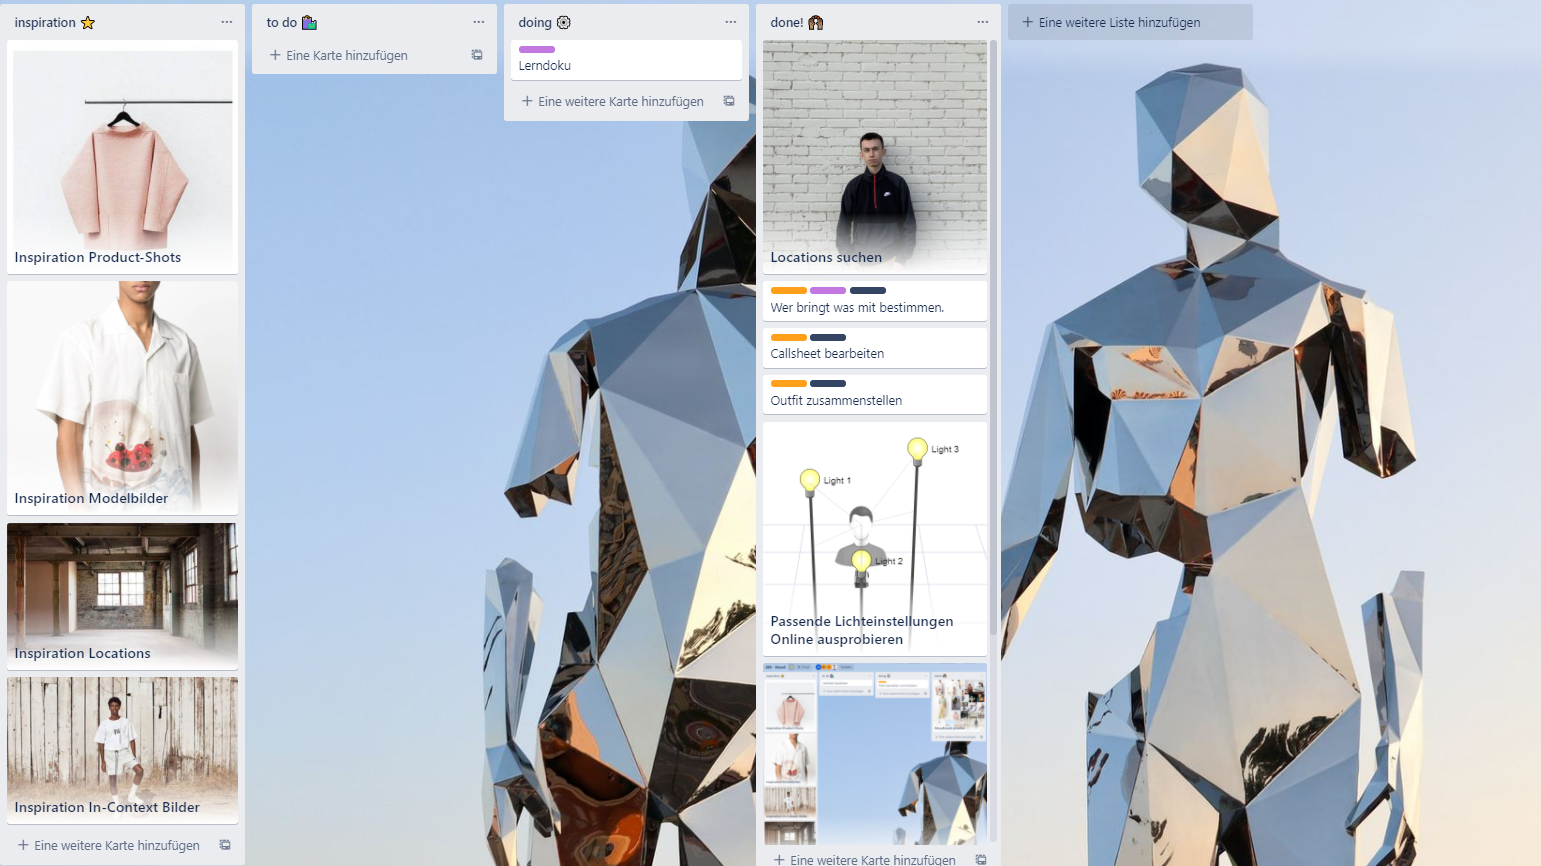 inspiration ⭐
Inspiration Product-Shots
Inspiration Modelbilder
Inspiration Locations
Inspiration In-Context Bilder
+ Eine weitere Karte hinzufügen
to do
+ Eine Karte hinzufügen
doing
Lerndoku
+ Eine weitere Karte hinzufügen
done!
Locations suchen
Wer bringt was mit bestimmen.
Callsheet bearbeiten
Outfit zusammenstellen
Light 3
Light 1
Light 2
Passende Lichteinstellungen
Online ausprobieren
+ Eine weitere Karte hinzufügen
+ Eine weitere Liste hinzufügen